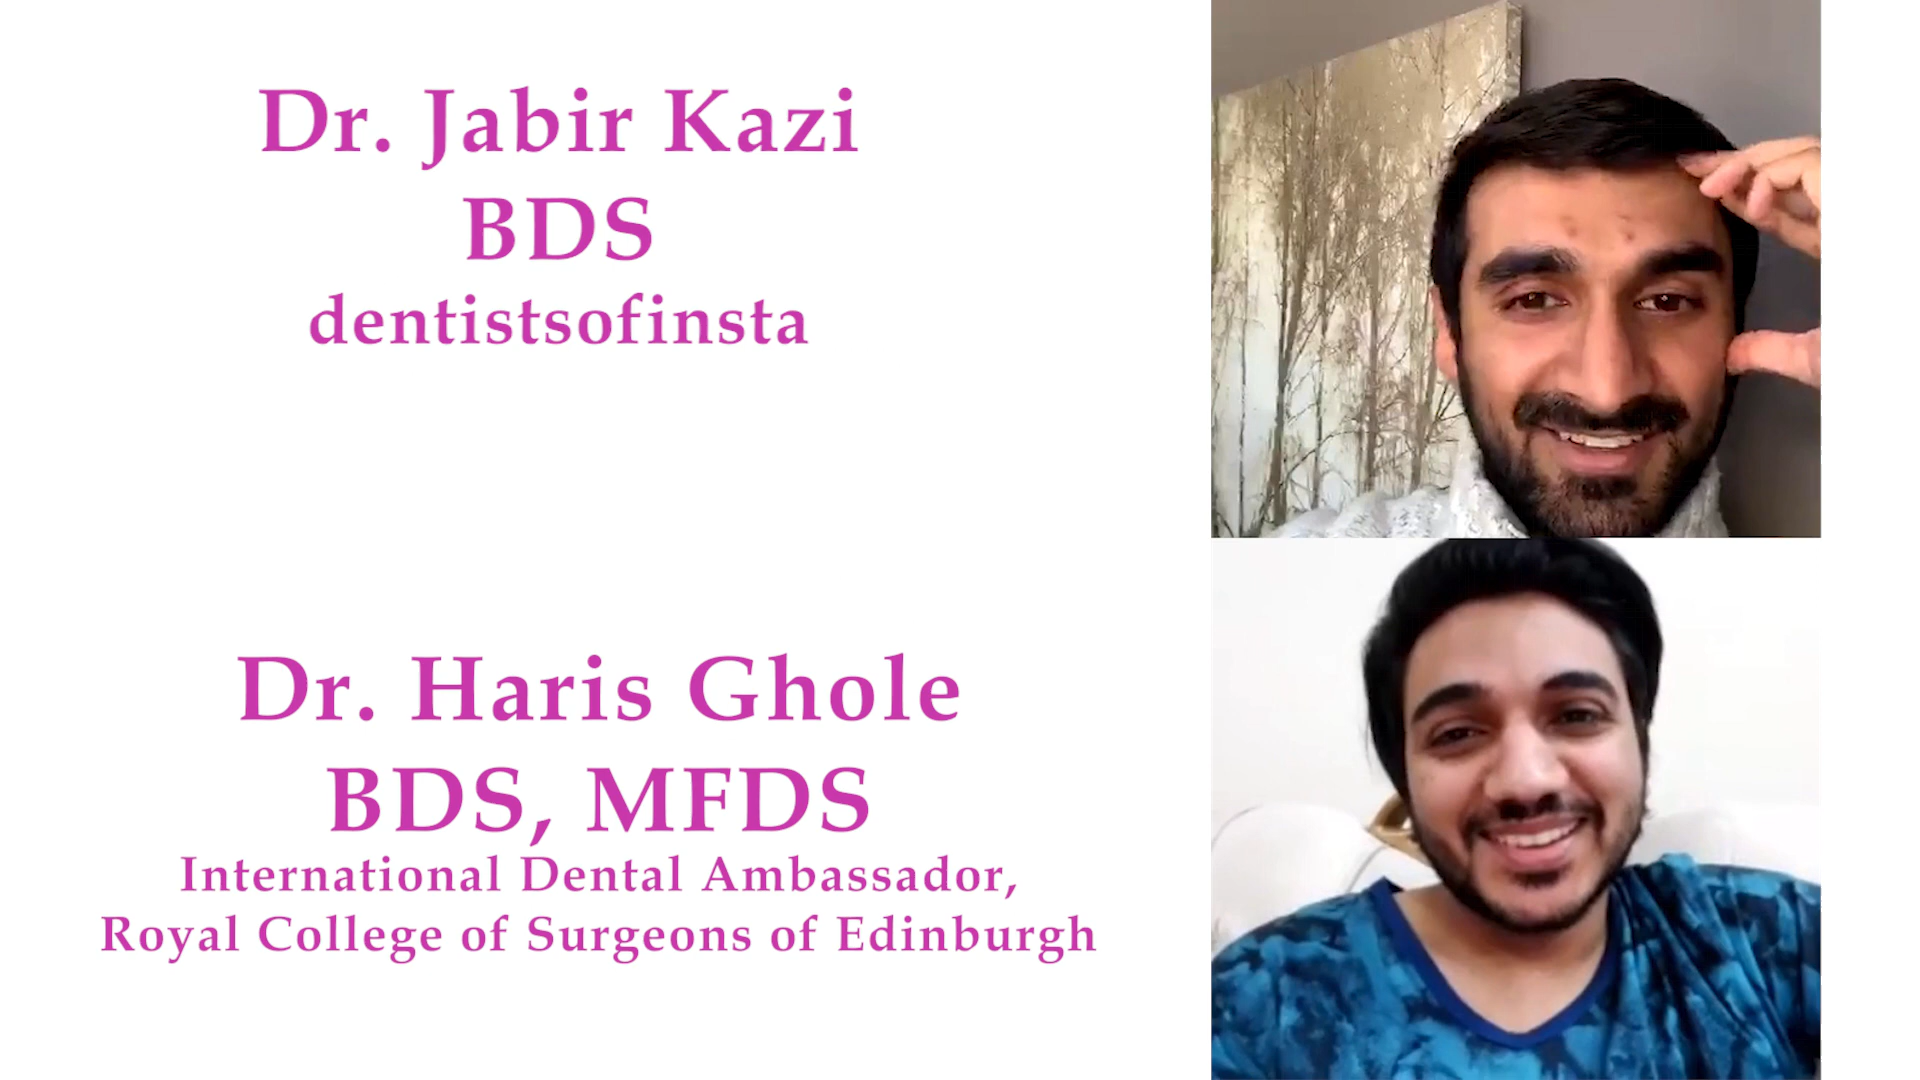 Dr. Jabir Kazi
BDS
dentistsofinsta
Dr. Haris Ghole
BDS, MFDS
International Dental Ambassador,
Royal College of Surgeons of Edinburgh